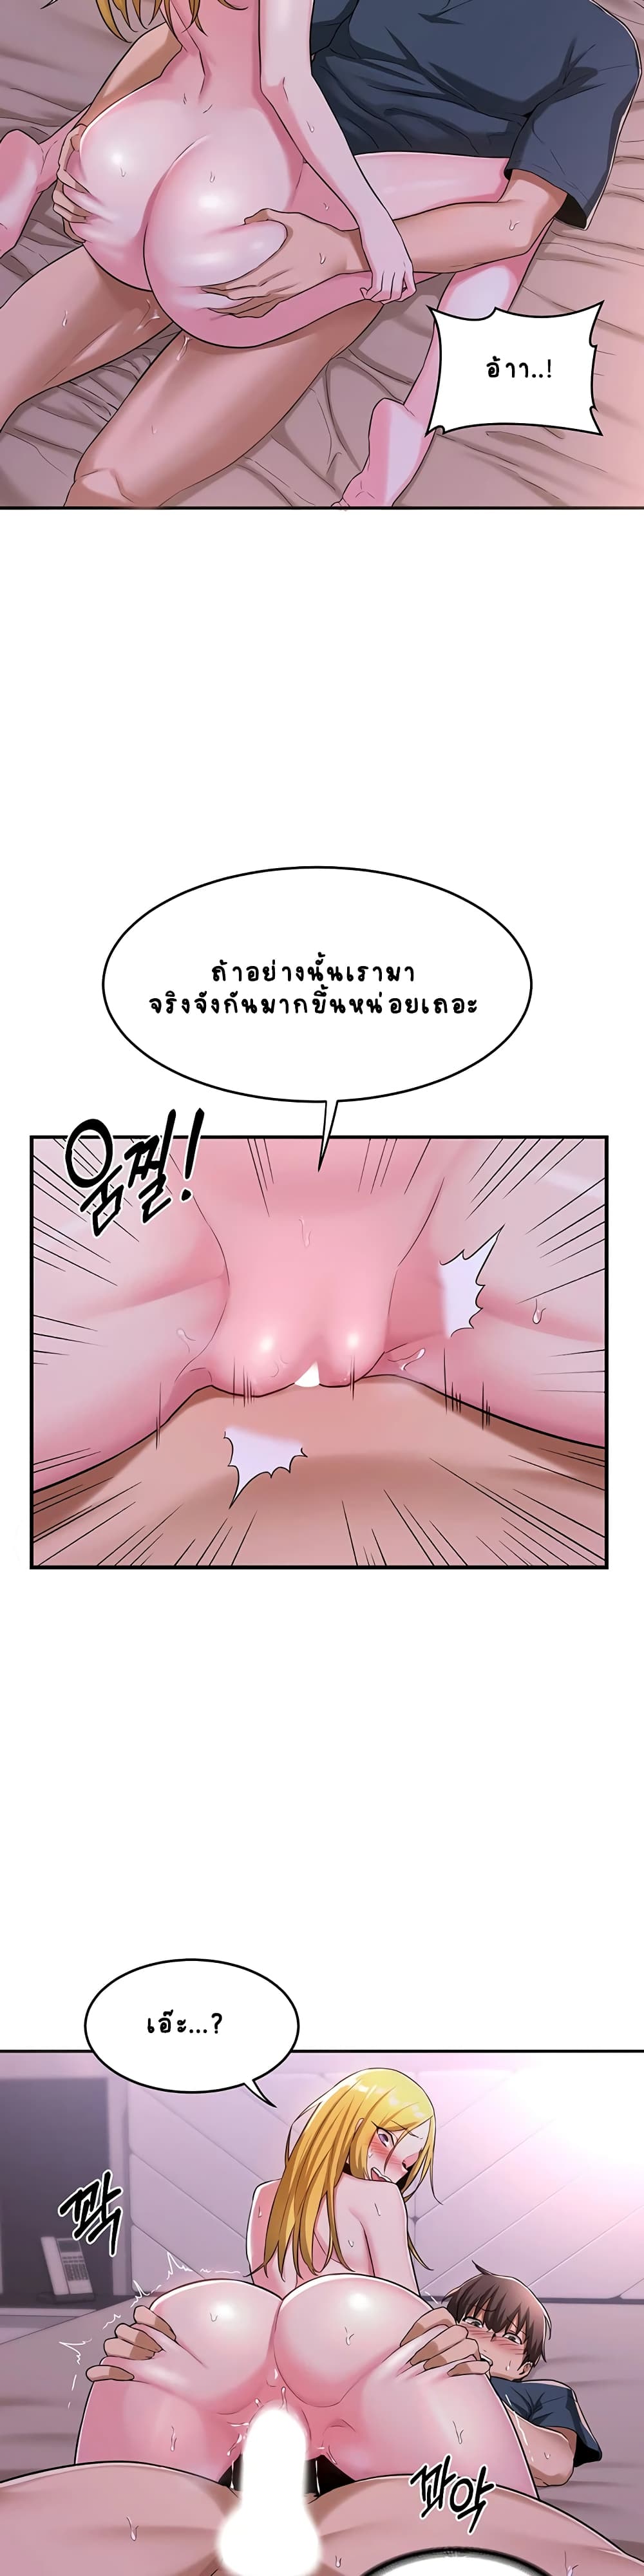 อ๊าา..!
ถ้าอย่างนั้นเรามา
จริงจังกันมากขึ้นหน่อยเถอะ
움찔!
เอ๊ะ...?
꽉
꽈악